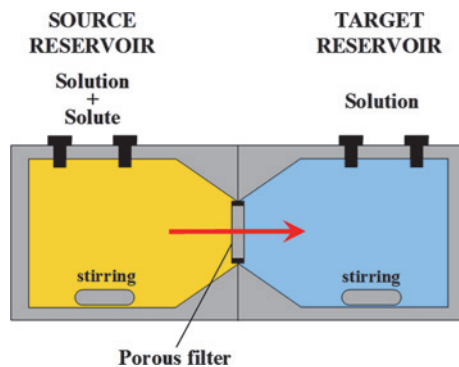 SOURCE
RESERVOIR
Solution
+
Solute
TARGET
RESERVOIR
Solution
stirring
stirring
Porous filter